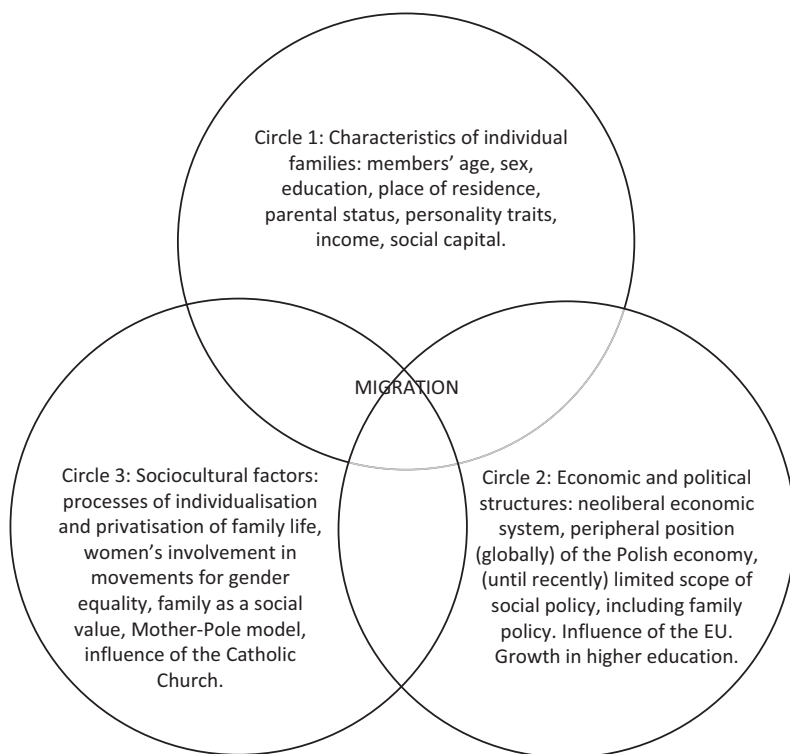 Circle 1: Characteristics of individual
families: members’ age, sex,
education, place of residence,
parental status, personality traits,
income, social capital.
MIGRATION
Circle 3: Sociocultural factors:
processes of individualisation
and privatisation of family life,
women’s involvement in
movements for gender
equality, family as a social
value, Mother-Pole model,
influence of the Catholic
Church.
Circle 2: Economic and political
structures: neoliberal economic
system, peripheral position
(globally) of the Polish economy,
(until recently) limited scope of
social policy, including family
policy. Influence of the EU.
Growth in higher education.